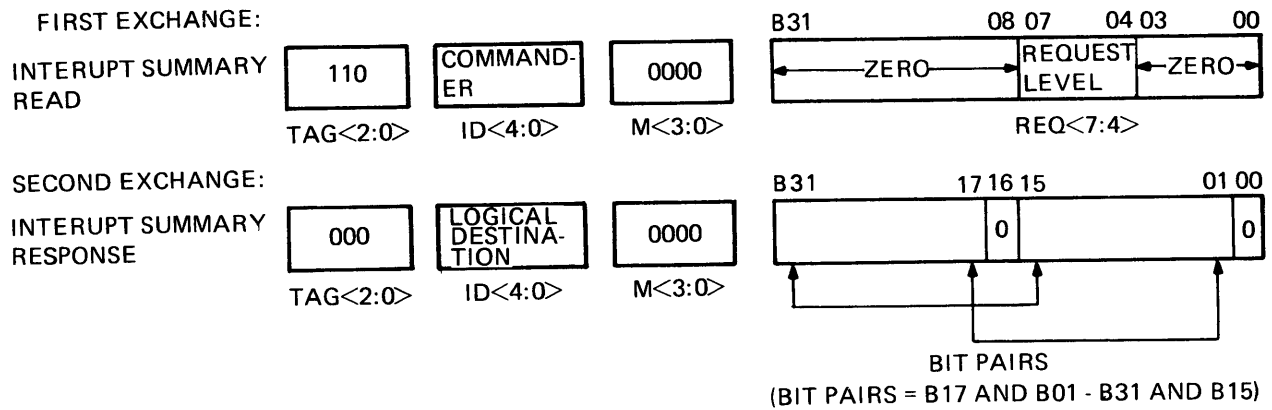 FIRST EXCHANGE:
B31 08 07 04 03 00
INTERUPT SUMMARY READ
110
COMMAND-
ER
0000
ZERO
REQUEST
LEVEL
ZERO
TAG<2:0> ID<4:0> M<3:0> REQ<7:4>
SECOND EXCHANGE:
B31 17 16 15 01 00
INTERUPT SUMMARY
RESPONSE
000
LOGICAL
DESTINA-
TION
0000
0
0
TAG<2:0> ID<4:0> M<3:0>
BIT PAIRS
(BIT PAIRS = B17 AND B01 - B31 AND B15)